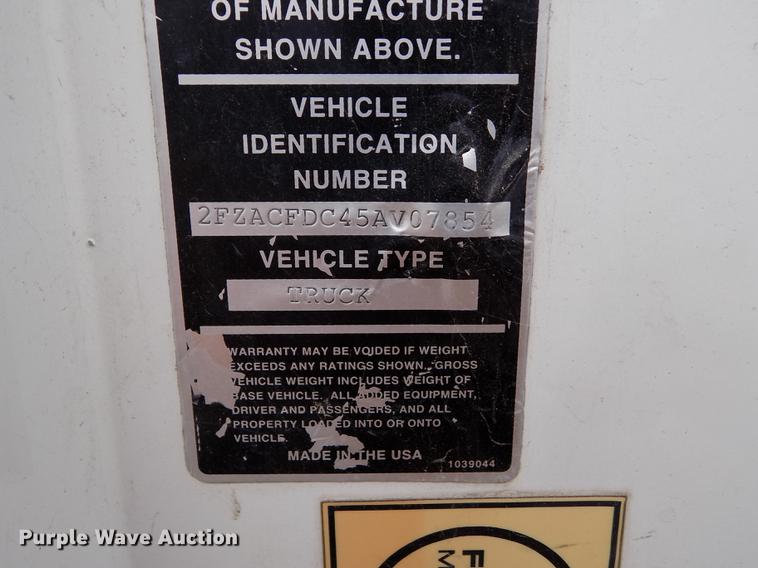 OF MANUFACTURE
SHOWN ABOVE.
VEHICLE
IDENTIFICATION
NUMBER
2FZACFDC45AV07854
VEHICLE TYPE
TRUCK
WARRANTY MAY BE VOIDED IF WEIGHT
EXCEEDS ANY RATINGS SHOWN. GROSS
VEHICLE WEIGHT INCLUDES WEIGHT OF
BASE VEHICLE. ALL ADDED EQUIPMENT,
DRIVER AND PASSENGERS, AND ALL
PROPERTY LOADED INTO OR ONTO
VEHICLE.
MADE IN THE USA
1039044
Purple Wave Auction